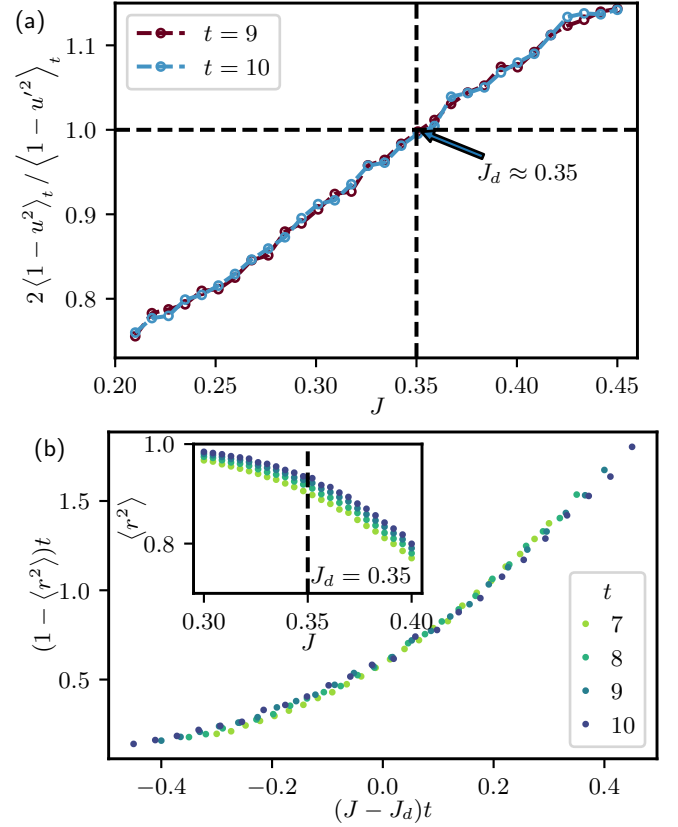 (a)
t = 9
t = 10
2 ⟨1 − u²⟩ₜ / ⟨1 − u′²⟩ₜ
1.1
1.0
0.9
0.8
J_d ≈ 0.35
0.20 0.25 0.30 0.35 0.40 0.45
J
(b)
(1 − ⟨r²⟩)t
1.5
1.0
0.5
⟨r²⟩
1.0
0.8
J_d = 0.35
0.30 0.35 0.40
J
t
7
8
9
10
−0.4 −0.2 0.0 0.2 0.4
(J − J_d)t